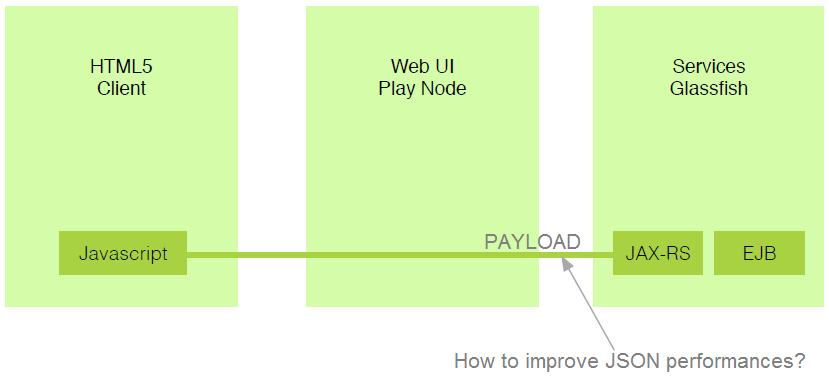 HTML5
Client
Web UI
Play Node
Services
Glassfish
Javascript
PAYLOAD
JAX-RS
EJB
How to improve JSON performances?